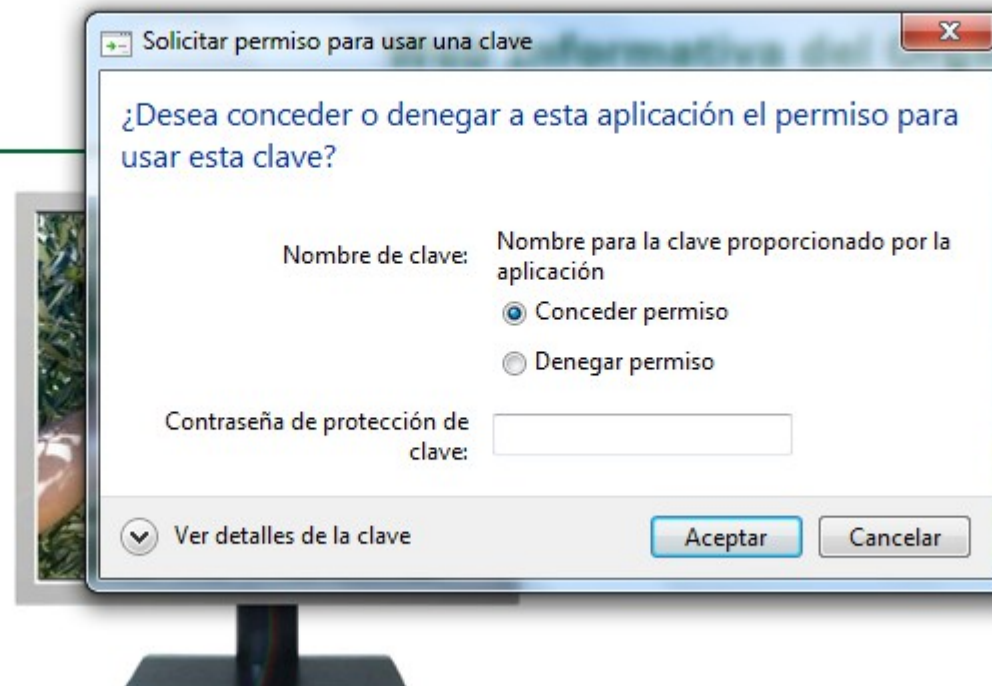 Solicitar permiso para usar una clave
¿Desea conceder o denegar a esta aplicación el permiso para
usar esta clave?
Nombre de clave:
Nombre para la clave proporcionado por la
aplicación
Conceder permiso
Denegar permiso
Contraseña de protección de
clave:
Ver detalles de la clave
Aceptar
Cancelar